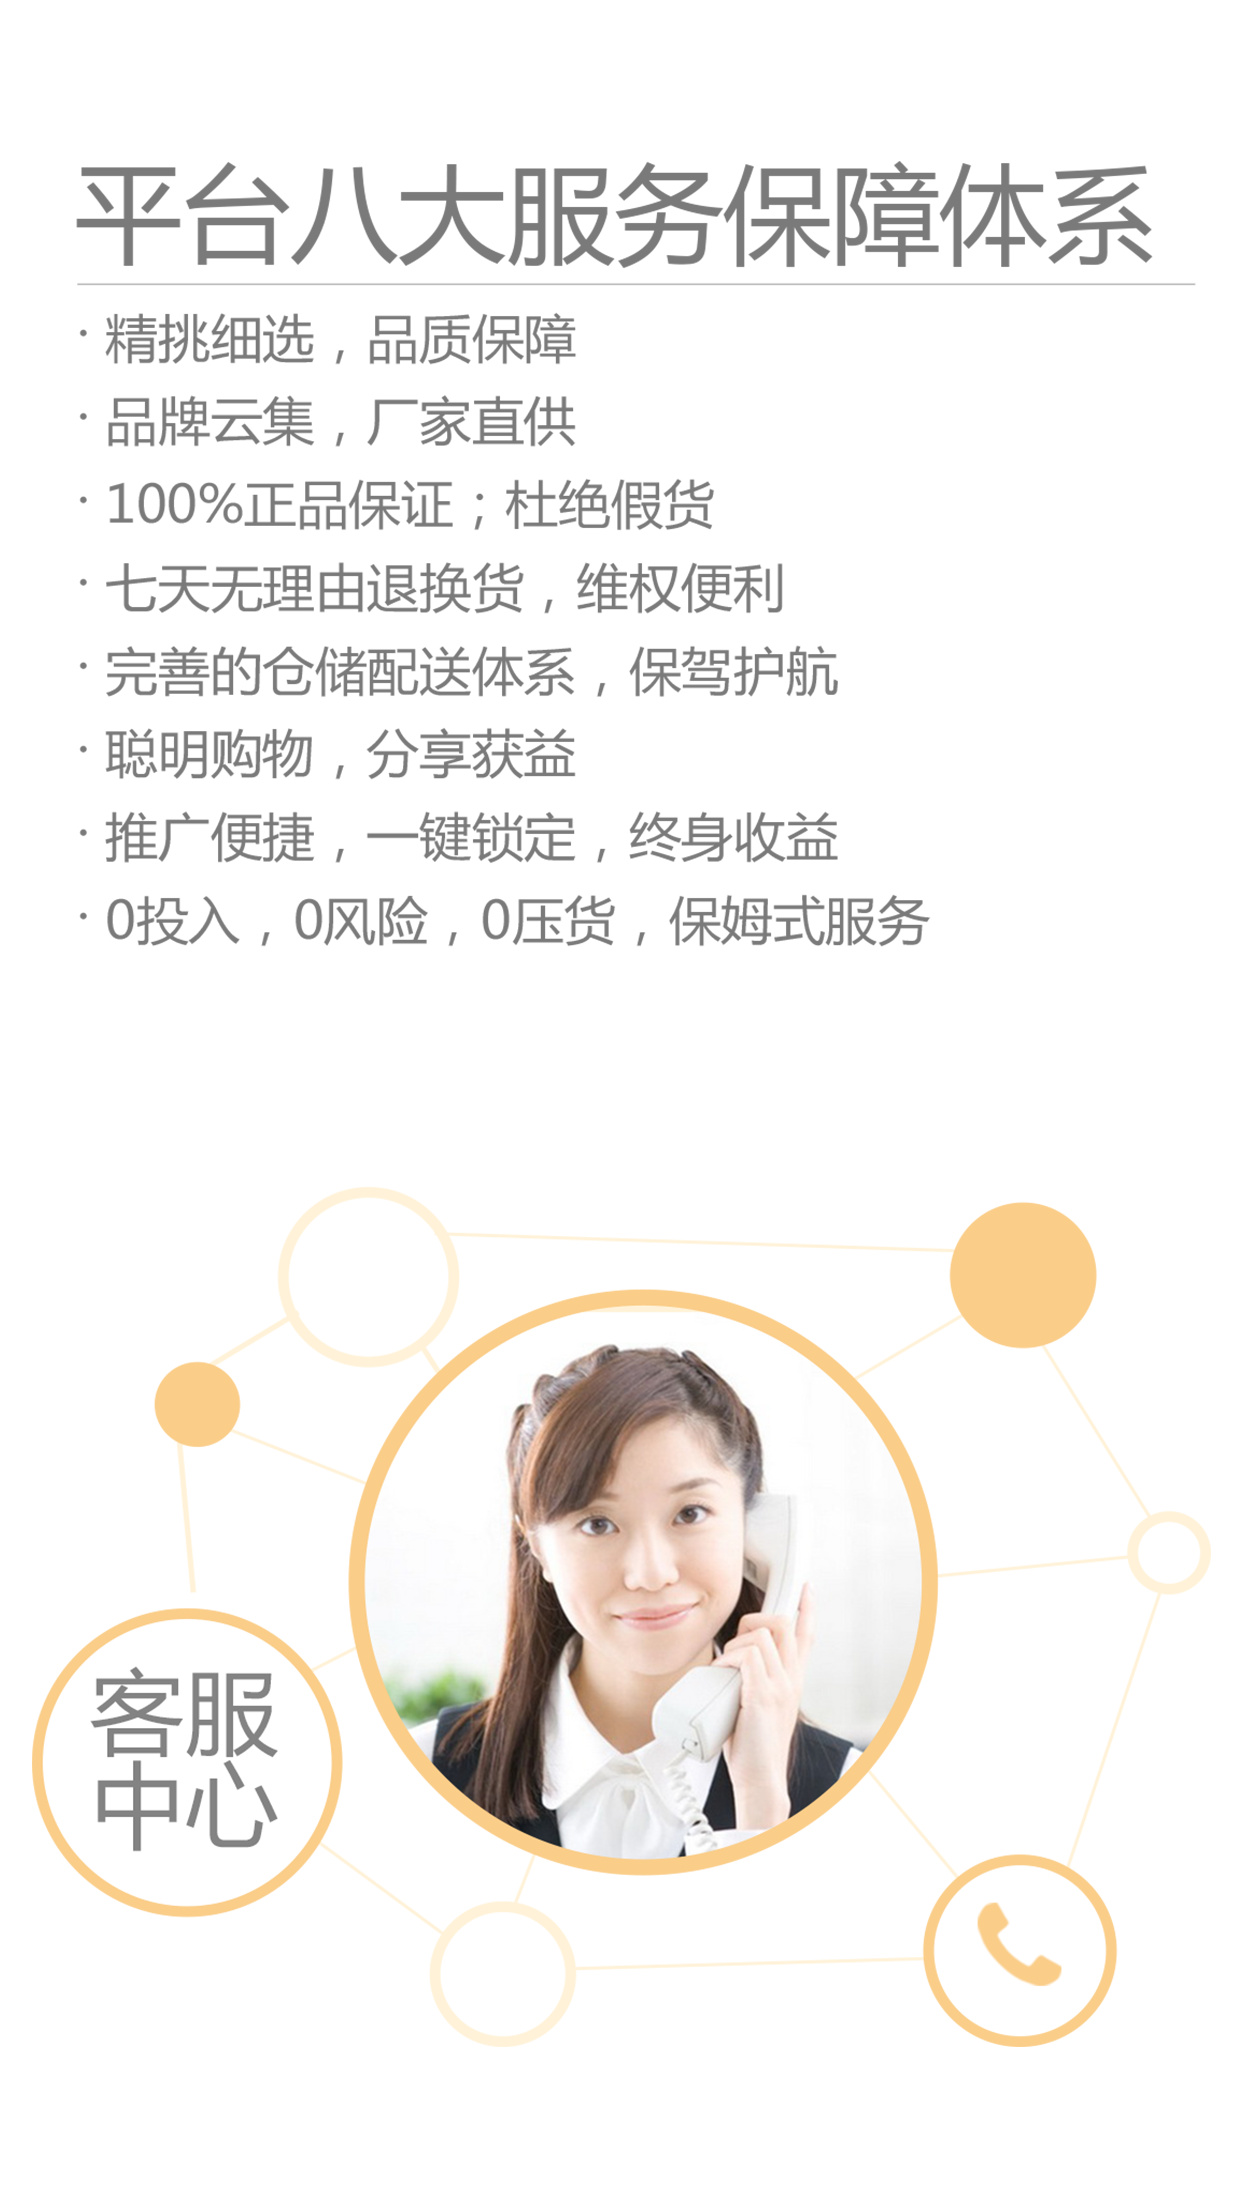 平台八大服务保障体系
· 精挑细选，品质保障
· 品牌云集，厂家直供
· 100%正品保证；杜绝假货
· 七天无理由退换货，维权便利
· 完善的仓储配送体系，保驾护航
· 聪明购物，分享获益
· 推广便捷，一键锁定，终身收益
· 0投入，0风险，0压货，保姆式服务
客服
中心